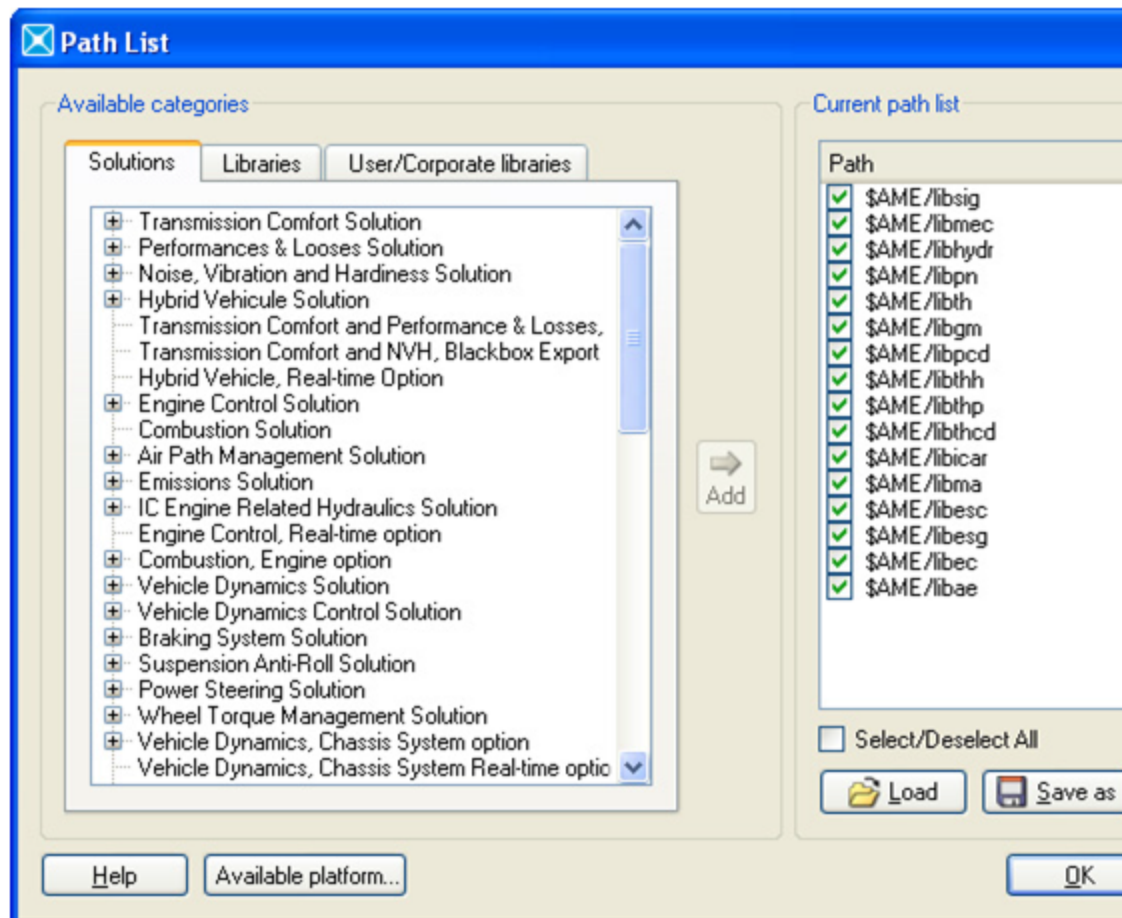 Path List
Available categories
Solutions
Libraries
User/Corporate libraries
Transmission Comfort Solution
Performances & Looses Solution
Noise, Vibration and Hardiness Solution
Hybrid Vehicule Solution
Transmission Comfort and Performance & Losses,
Transmission Comfort and NVH, Blackbox Export
Hybrid Vehicle, Real-time Option
Engine Control Solution
Combustion Solution
Air Path Management Solution
Emissions Solution
IC Engine Related Hydraulics Solution
Engine Control, Real-time option
Combustion, Engine option
Vehicle Dynamics Solution
Vehicle Dynamics Control Solution
Braking System Solution
Suspension Anti-Roll Solution
Power Steering Solution
Wheel Torque Management Solution
Vehicle Dynamics, Chassis System option
Vehicle Dynamics, Chassis System Real-time optio
Add
Current path list
Path
$AME/libsig
$AME/libmec
$AME/libhydr
$AME/libpn
$AME/libth
$AME/libgm
$AME/libpcd
$AME/libthh
$AME/libthp
$AME/libthcd
$AME/libicar
$AME/libma
$AME/libesc
$AME/libesg
$AME/libec
$AME/libae
Select/Deselect All
Load
Save as
Help
Available platform...
OK